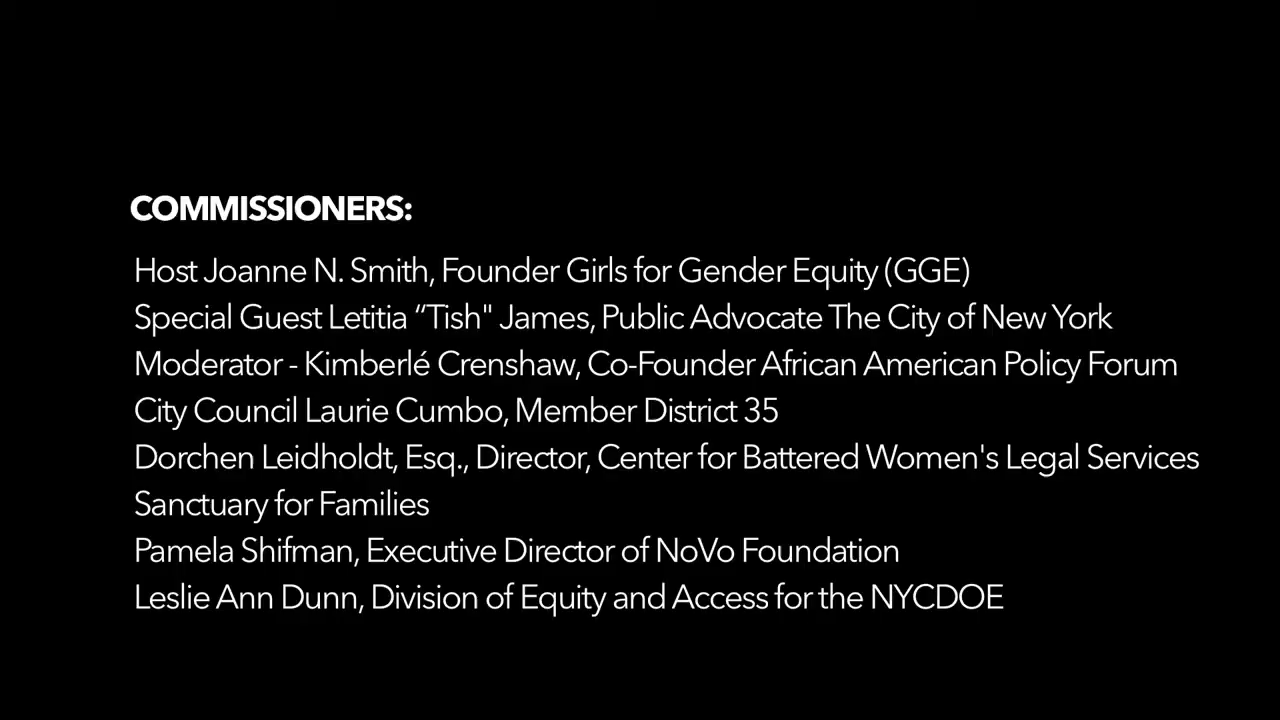 COMMISSIONERS:
Host Joanne N. Smith, Founder Girls for Gender Equity (GGE)
Special Guest Letitia “Tish" James, Public Advocate The City of New York
Moderator - Kimberlé Crenshaw, Co-Founder African American Policy Forum
City Council Laurie Cumbo, Member District 35
Dorchen Leidholdt, Esq., Director, Center for Battered Women's Legal Services
Sanctuary for Families
Pamela Shifman, Executive Director of NoVo Foundation
Leslie Ann Dunn, Division of Equity and Access for the NYCDOE